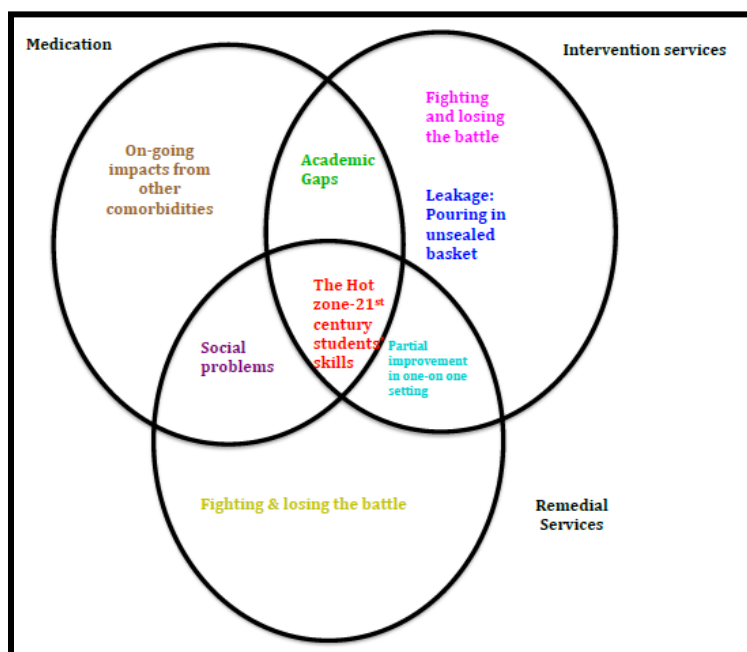 Medication
Intervention services
Fighting
and losing
the battle
On-going
impacts from
other
comorbidities
Academic
Gaps
Leakage:
Pouring in
unsealed
basket
The Hot
zone-21st
century
students'
skills
Social
problems
Partial
improvement
in one-on one
setting
Fighting & losing the battle
Remedial
Services